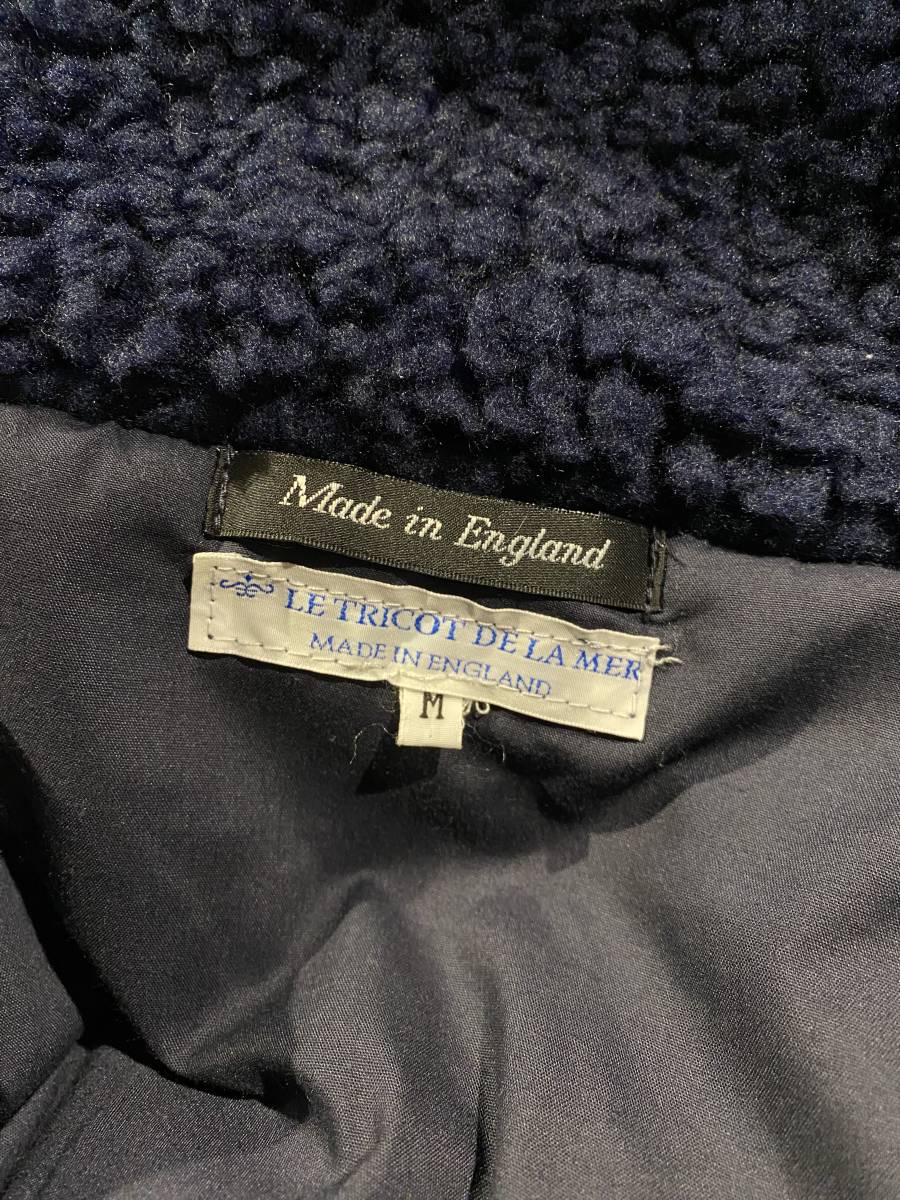 Made in England
LE TRICOT DE LA MER
MADE IN ENGLAND
M